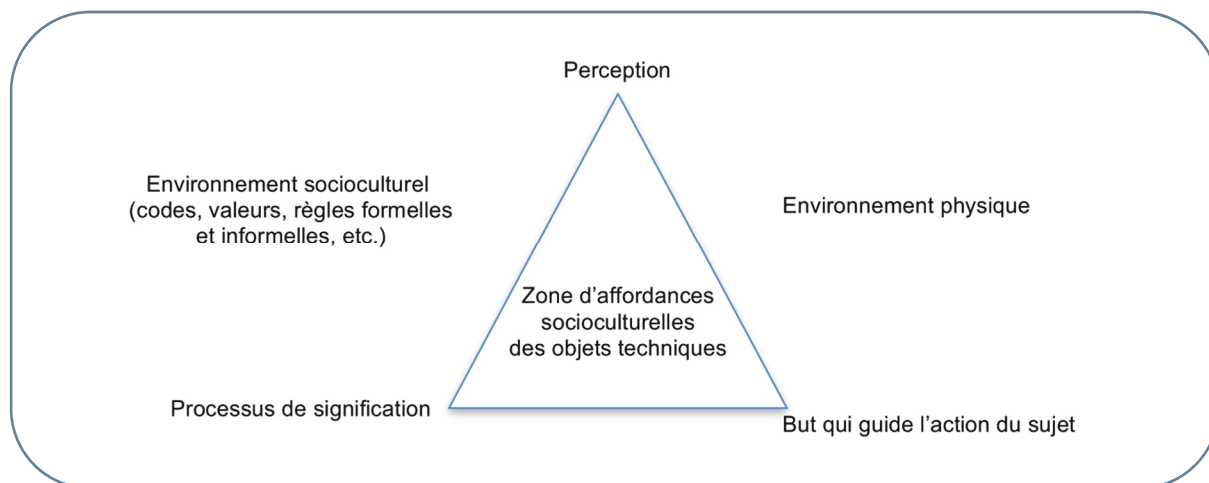 Perception
Environnement socioculturel
(codes, valeurs, règles formelles
et informelles, etc.)
Environnement physique
Zone d’affordances
socioculturelles
des objets techniques
Processus de signification
But qui guide l’action du sujet